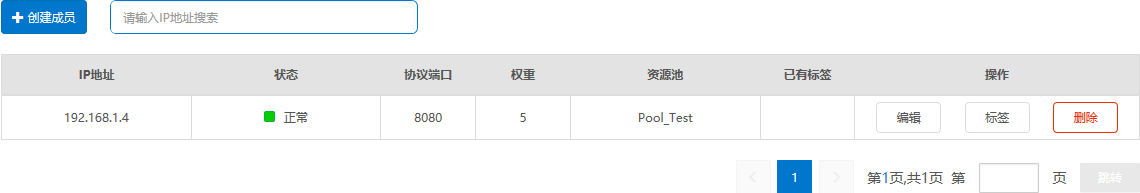 创建成员 请输入IP地址搜索
IP地址 状态 协议端口 权重 资源池 已有标签 操作
192.168.1.4 正常 8080 5 Pool_Test 编辑 标签 删除
1 第1页,共1页 第 页 跳转